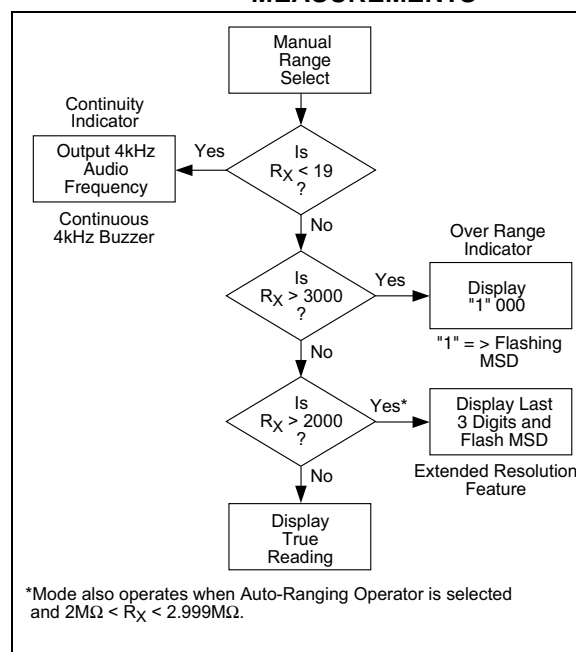 MEASUREMENTS
Manual
Range
Select
Continuity
Indicator
Output 4kHz
Audio
Frequency
Continuous
4kHz Buzzer
Yes
Is
RX < 19
?
No
Is
RX > 3000
?
Yes
Over Range
Indicator
Display
"1" 000
"1" = > Flashing
MSD
No
Is
RX > 2000
?
Yes*
Display Last
3 Digits and
Flash MSD
Extended Resolution
Feature
No
Display
True
Reading
*Mode also operates when Auto-Ranging Operator is selected
and 2MΩ < RX < 2.999MΩ.